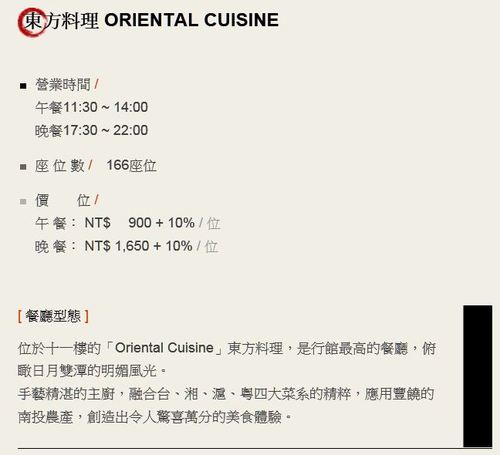 東方料理 ORIENTAL CUISINE
營業時間 /
午餐11:30 ~ 14:00
晚餐17:30 ~ 22:00
座 位 數 / 166座位
價 位 /
午 餐： NT$ 900 + 10% / 位
晚 餐： NT$ 1,650 + 10% / 位
[ 餐廳型態 ]
位於十一樓的「Oriental Cuisine」東方料理，是行館最高的餐廳，俯
瞰日月雙潭的明媚風光。
手藝精湛的主廚，融合台、湘、滬、粵四大菜系的精粹，應用豐饒的
南投農產，創造出令人驚喜萬分的美食體驗。